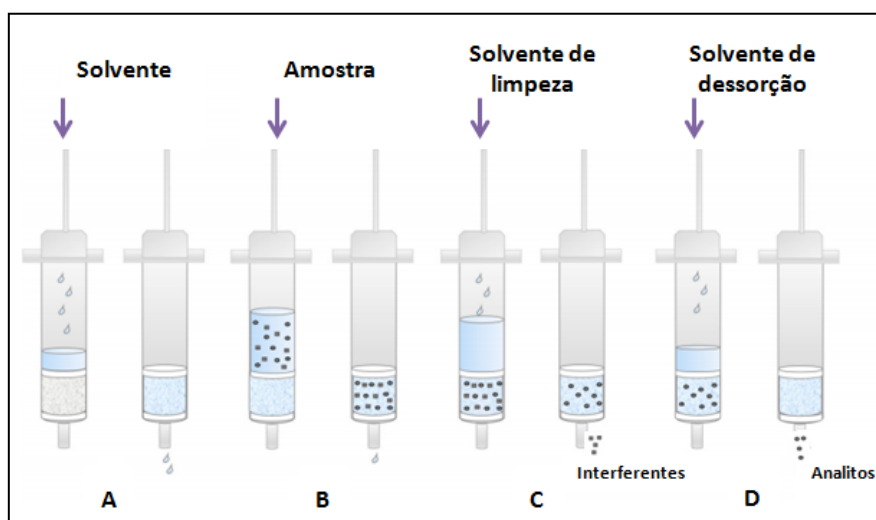 Solvente
Amostra
Solvente de
limpeza
Solvente de
dessorção
Interferentes
Analitos
A
B
C
D